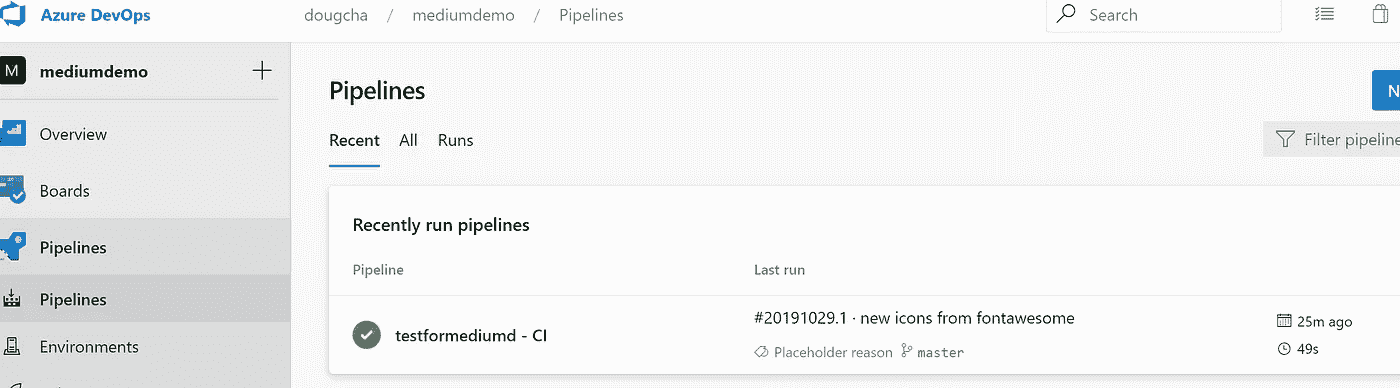 Azure DevOps
dougcha / mediumdemo / Pipelines
Search
M mediumdemo
Overview
Boards
Pipelines
Pipelines
Environments
Pipelines
N
Recent All Runs
Filter pipeline
Recently run pipelines
Pipeline Last run
testformediumd - CI
#20191029.1 · new icons from fontawesome
25m ago
Placeholder reason master
49s